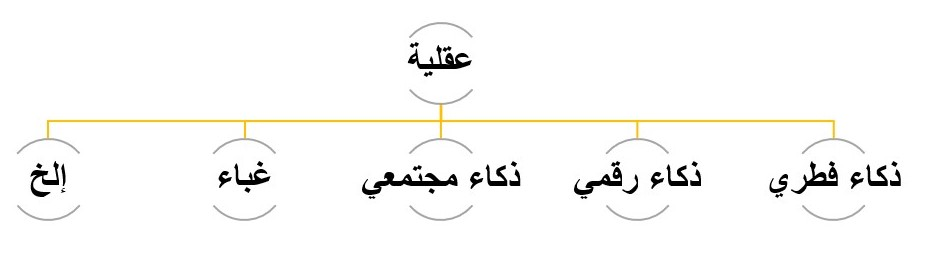 عقلية
ذكاء فطري
ذكاء رقمي
ذكاء مجتمعي
غباء
إلخ